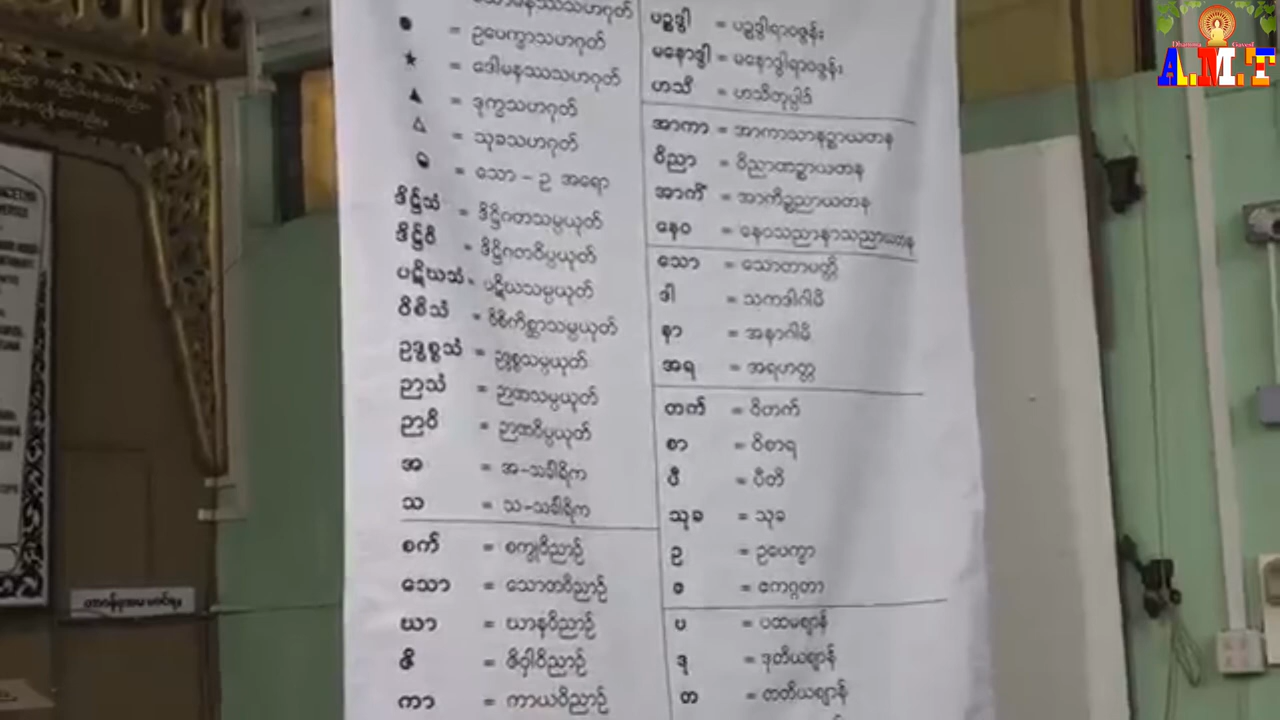 = သောမနဿသဟဂုတ်
● = ဥပေက္ခာသဟဂုတ်
★ = ဒေါမနဿသဟဂုတ်
▲ = ဒုက္ခသဟဂုတ်
△ = သုခသဟဂုတ်
= သော – ဥ အရော
ဒိဋ္ဌိသံ = ဒိဋ္ဌိဂတသမ္ပယုတ်
ဒိဋ္ဌိဝိ = ဒိဋ္ဌိဂတဝိပ္ပယုတ်
ပဋိဃသံ = ပဋိဃသမ္ပယုတ်
ဝိစိသံ = ဝိစိကိစ္ဆာသမ္ပယုတ်
ဥဒ္ဓစ္စသံ = ဥဒ္ဓစ္စသမ္ပယုတ်
ဉာသံ = ဉာဏသမ္ပယုတ်
ဉာဝိ = ဉာဏဝိပ္ပယုတ်
အ = အ–သင်္ခါရိက
သ = သ–သင်္ခါရိက
စက် = စက္ခုဝိညာဉ်
သော = သောတဝိညာဉ်
ဃာ = ဃာနဝိညာဉ်
ဇိ = ဇိဝှါဝိညာဉ်
ကာ = ကာယဝိညာဉ်
ပဉ္စဒွါ = ပဉ္စဒွါရာဝဇ္ဇန်း
မနောဒွါ = မနောဒွါရာဝဇ္ဇန်း
ဟသိ = ဟသိတုပ္ပါဒ်
အာကာ = အာကာသာနဉ္စာယတန
ဝိညာ = ဝိညာဏဉ္စာယတန
အာကိ = အာကိဉ္စညာယတန
နေဝ = နေဝသညာနာသညာယတန
သော = သောတာပတ္တိ
ဒါ = သကဒါဂါမိ
နာ = အနာဂါမိ
အရ = အရဟတ္တ
တက် = ဝိတက်
စာ = ဝိစာရ
ပီ = ပီတိ
သုခ = သုခ
ဥ = ဥပေက္ခာ
ဧ = ဧကဂ္ဂတာ
ပ = ပထမဈာန်
ဒု = ဒုတိယဈာန်
တ = တတိယဈာန်
A.M.T